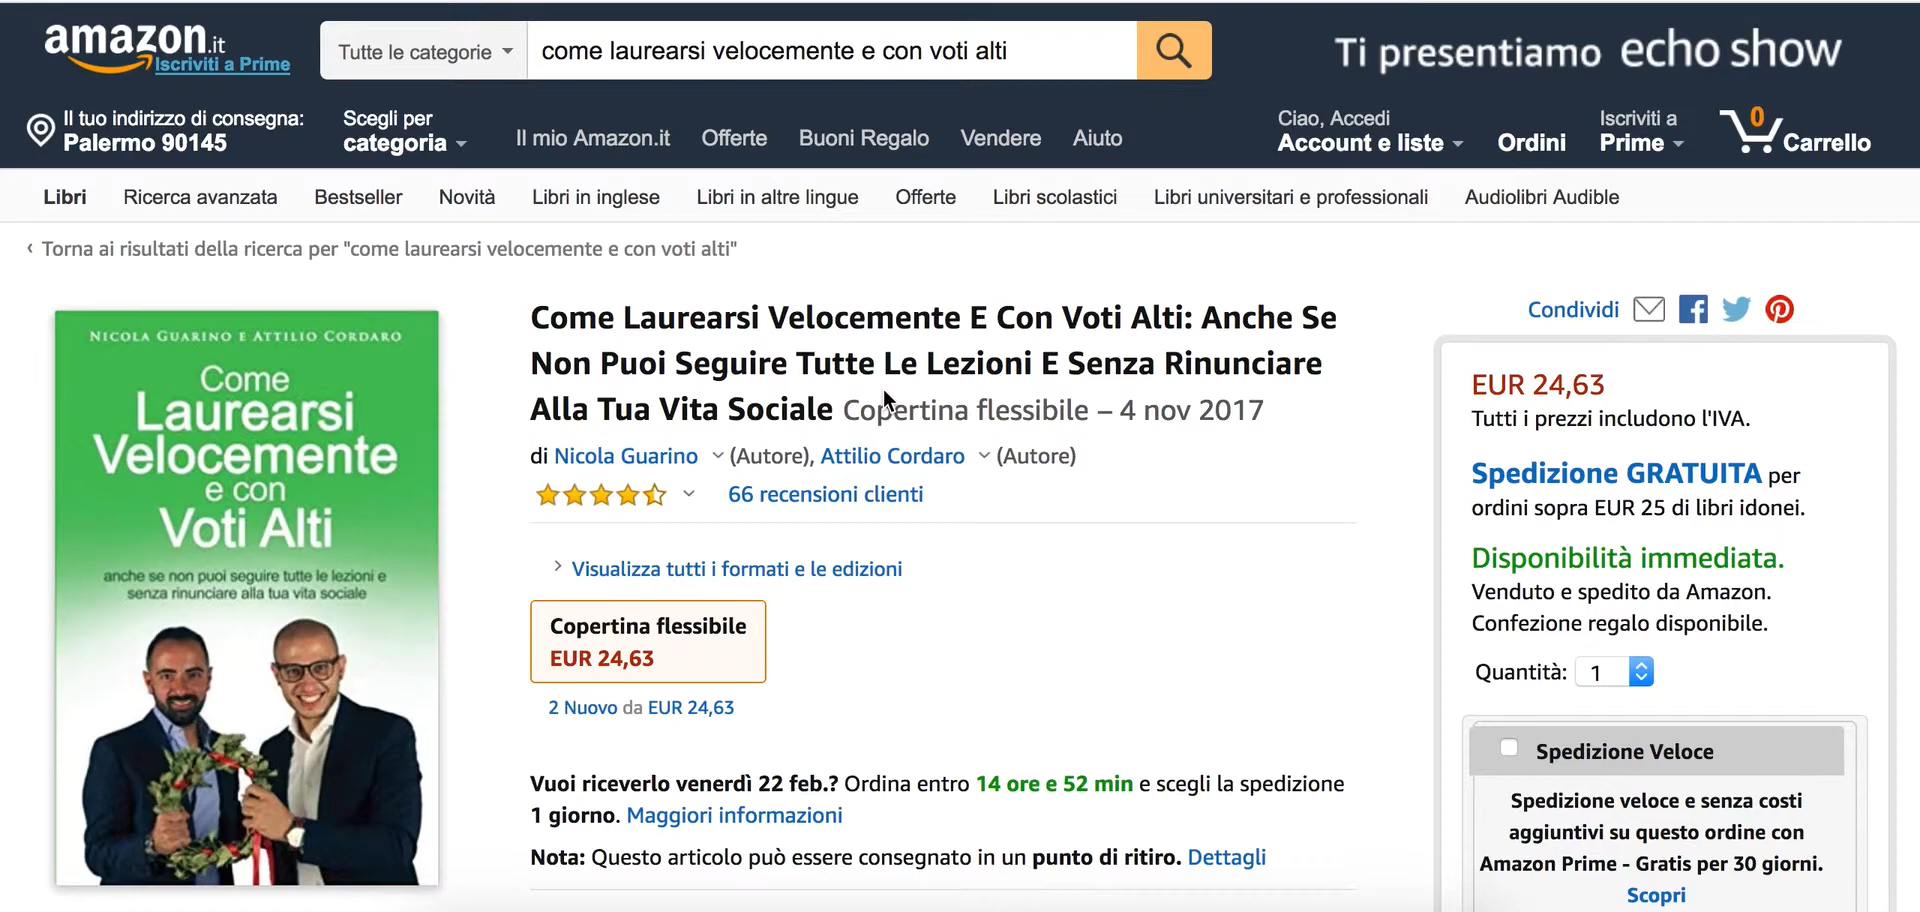 amazon.it
Iscriviti a Prime
Tutte le categorie
come laurearsi velocemente e con voti alti
Ti presentiamo echo show
Il tuo indirizzo di consegna:
Palermo 90145
Scegli per
categoria
Il mio Amazon.it
Offerte
Buoni Regalo
Vendere
Aiuto
Ciao, Accedi
Account e liste
Ordini
Iscriviti a
Prime
0
Carrello
Libri
Ricerca avanzata
Bestseller
Novità
Libri in inglese
Libri in altre lingue
Offerte
Libri scolastici
Libri universitari e professionali
Audiolibri Audible
‹ Torna ai risultati della ricerca per "come laurearsi velocemente e con voti alti"
NICOLA GUARINO E ATTILIO CORDARO
Come
Laurearsi
Velocemente
e con
Voti Alti
anche se non puoi seguire tutte le lezioni e
senza rinunciare alla tua vita sociale
Come Laurearsi Velocemente E Con Voti Alti: Anche Se
Non Puoi Seguire Tutte Le Lezioni E Senza Rinunciare
Alla Tua Vita Sociale Copertina flessibile – 4 nov 2017
di Nicola Guarino (Autore), Attilio Cordaro (Autore)
66 recensioni clienti
› Visualizza tutti i formati e le edizioni
Copertina flessibile
EUR 24,63
2 Nuovo da EUR 24,63
Vuoi riceverlo venerdì 22 feb.? Ordina entro 14 ore e 52 min e scegli la spedizione
1 giorno. Maggiori informazioni
Nota: Questo articolo può essere consegnato in un punto di ritiro. Dettagli
Condividi
EUR 24,63
Tutti i prezzi includono l'IVA.
Spedizione GRATUITA per
ordini sopra EUR 25 di libri idonei.
Disponibilità immediata.
Venduto e spedito da Amazon.
Confezione regalo disponibile.
Quantità: 1
Spedizione Veloce
Spedizione veloce e senza costi
aggiuntivi su questo ordine con
Amazon Prime - Gratis per 30 giorni.
Scopri